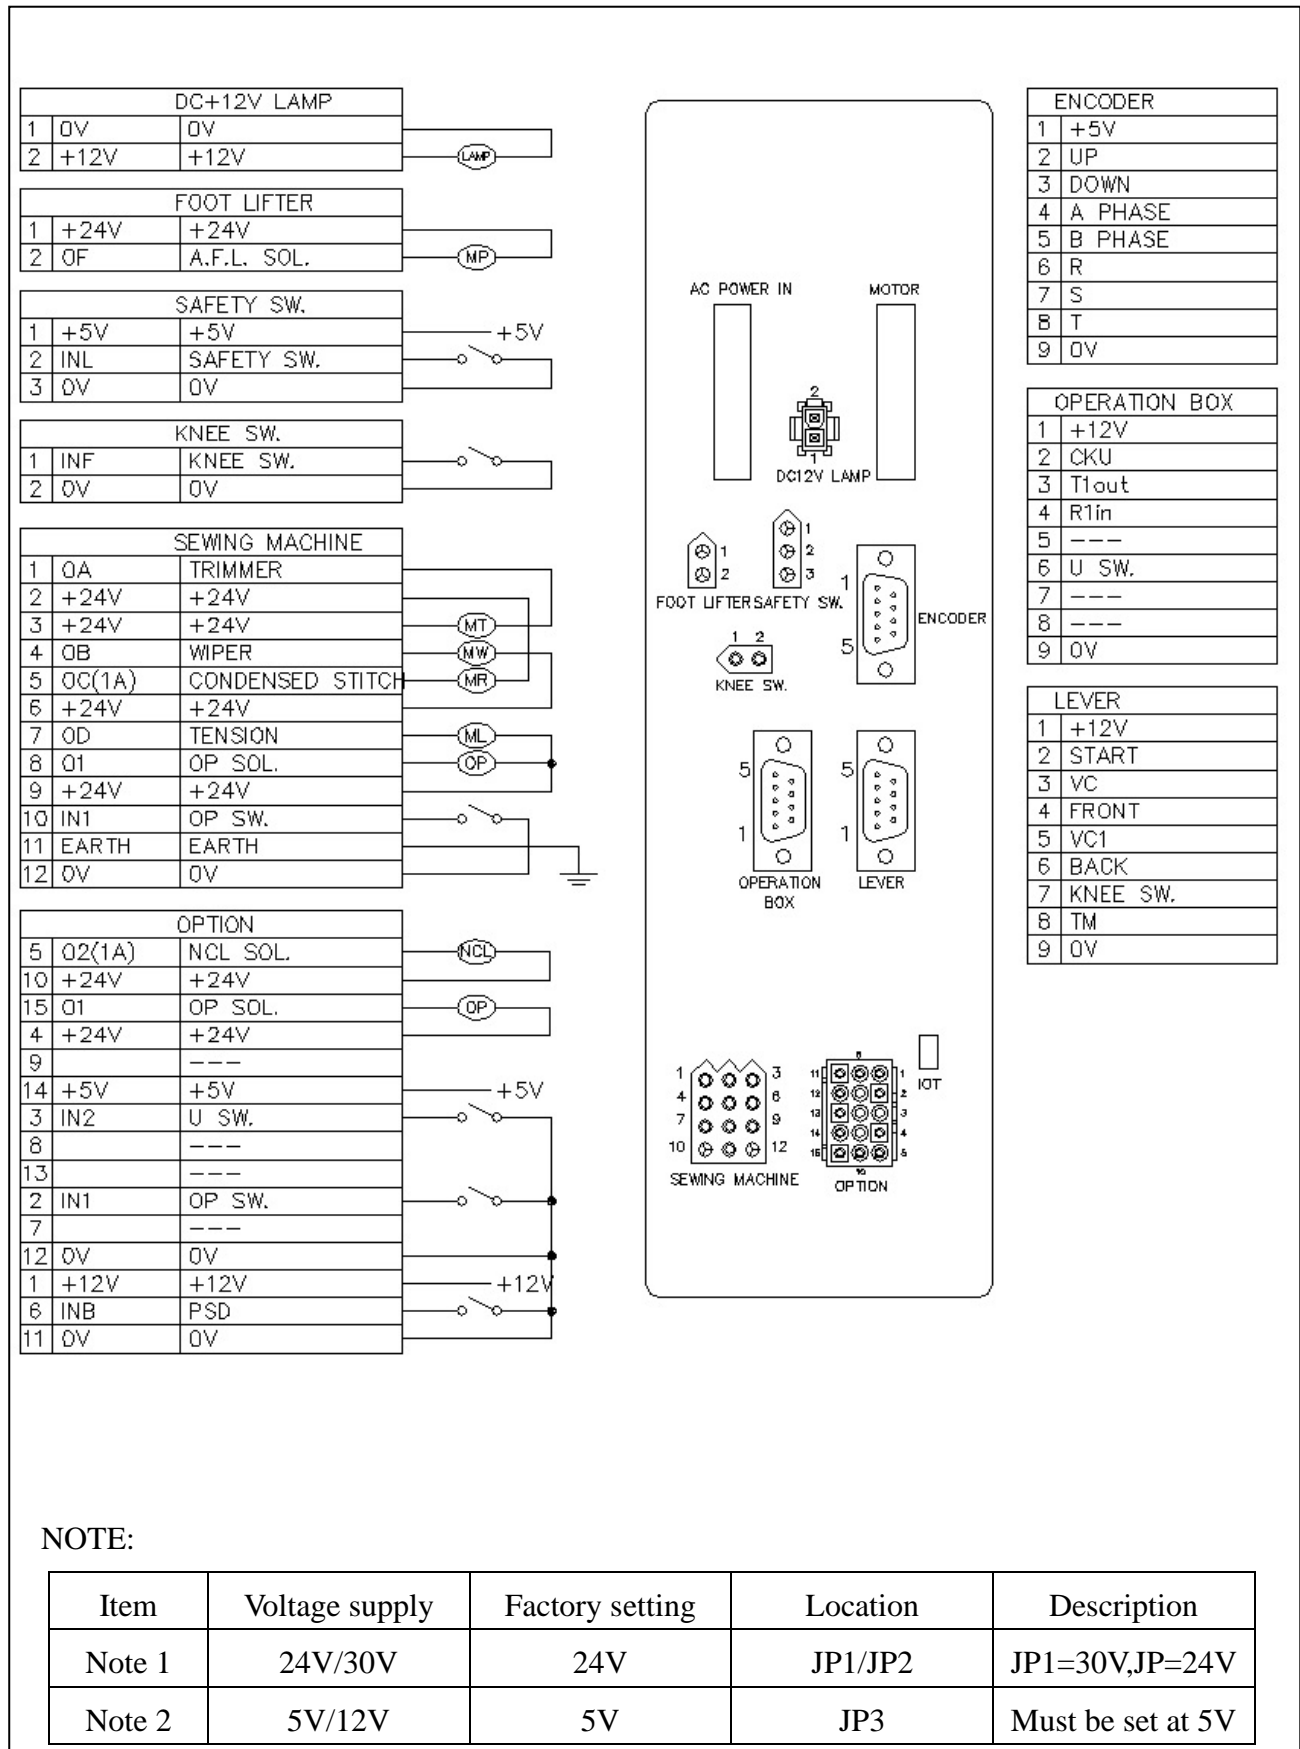 DC+12V LAMP
1 0V 0V
2 +12V +12V
LAMP
FOOT LIFTER
1 +24V +24V
2 OF A.F.L. SOL.
MP
SAFETY SW.
1 +5V +5V +5V
2 INL SAFETY SW.
3 0V 0V
KNEE SW.
1 INF KNEE SW.
2 0V 0V
SEWING MACHINE
1 OA TRIMMER
2 +24V +24V
3 +24V +24V MT
4 OB WIPER MW
5 OC(1A) CONDENSED STITCH MR
6 +24V +24V
7 OD TENSION ML
8 O1 OP SOL. OP
9 +24V +24V
10 IN1 OP SW.
11 EARTH EARTH
12 0V 0V
OPTION
5 O2(1A) NCL SOL. NCL
10 +24V +24V
15 O1 OP SOL. OP
4 +24V +24V
9 ---
14 +5V +5V +5V
3 IN2 U SW.
8 ---
13 ---
2 IN1 OP SW.
7 ---
12 0V 0V
1 +12V +12V +12V
6 INB PSD
11 0V 0V
AC POWER IN MOTOR
2
1
DC12V LAMP
1
2
FOOT LIFTER
1
2
3
SAFETY SW.
1
5
ENCODER
1 2
KNEE SW.
5
1
OPERATION
BOX
5
1
LEVER
1 3
4 6
7 9
10 12
SEWING MACHINE
6
11 1
12 2
13 3
14 4
15 5
10
OPTION
IOT
ENCODER
1 +5V
2 UP
3 DOWN
4 A PHASE
5 B PHASE
6 R
7 S
8 T
9 0V
OPERATION BOX
1 +12V
2 CKU
3 T1out
4 R1in
5 ---
6 U SW.
7 ---
8 ---
9 0V
LEVER
1 +12V
2 START
3 VC
4 FRONT
5 VC1
6 BACK
7 KNEE SW.
8 TM
9 0V
NOTE:
Item Voltage supply Factory setting Location Description
Note 1 24V/30V 24V JP1/JP2 JP1=30V,JP=24V
Note 2 5V/12V 5V JP3 Must be set at 5V